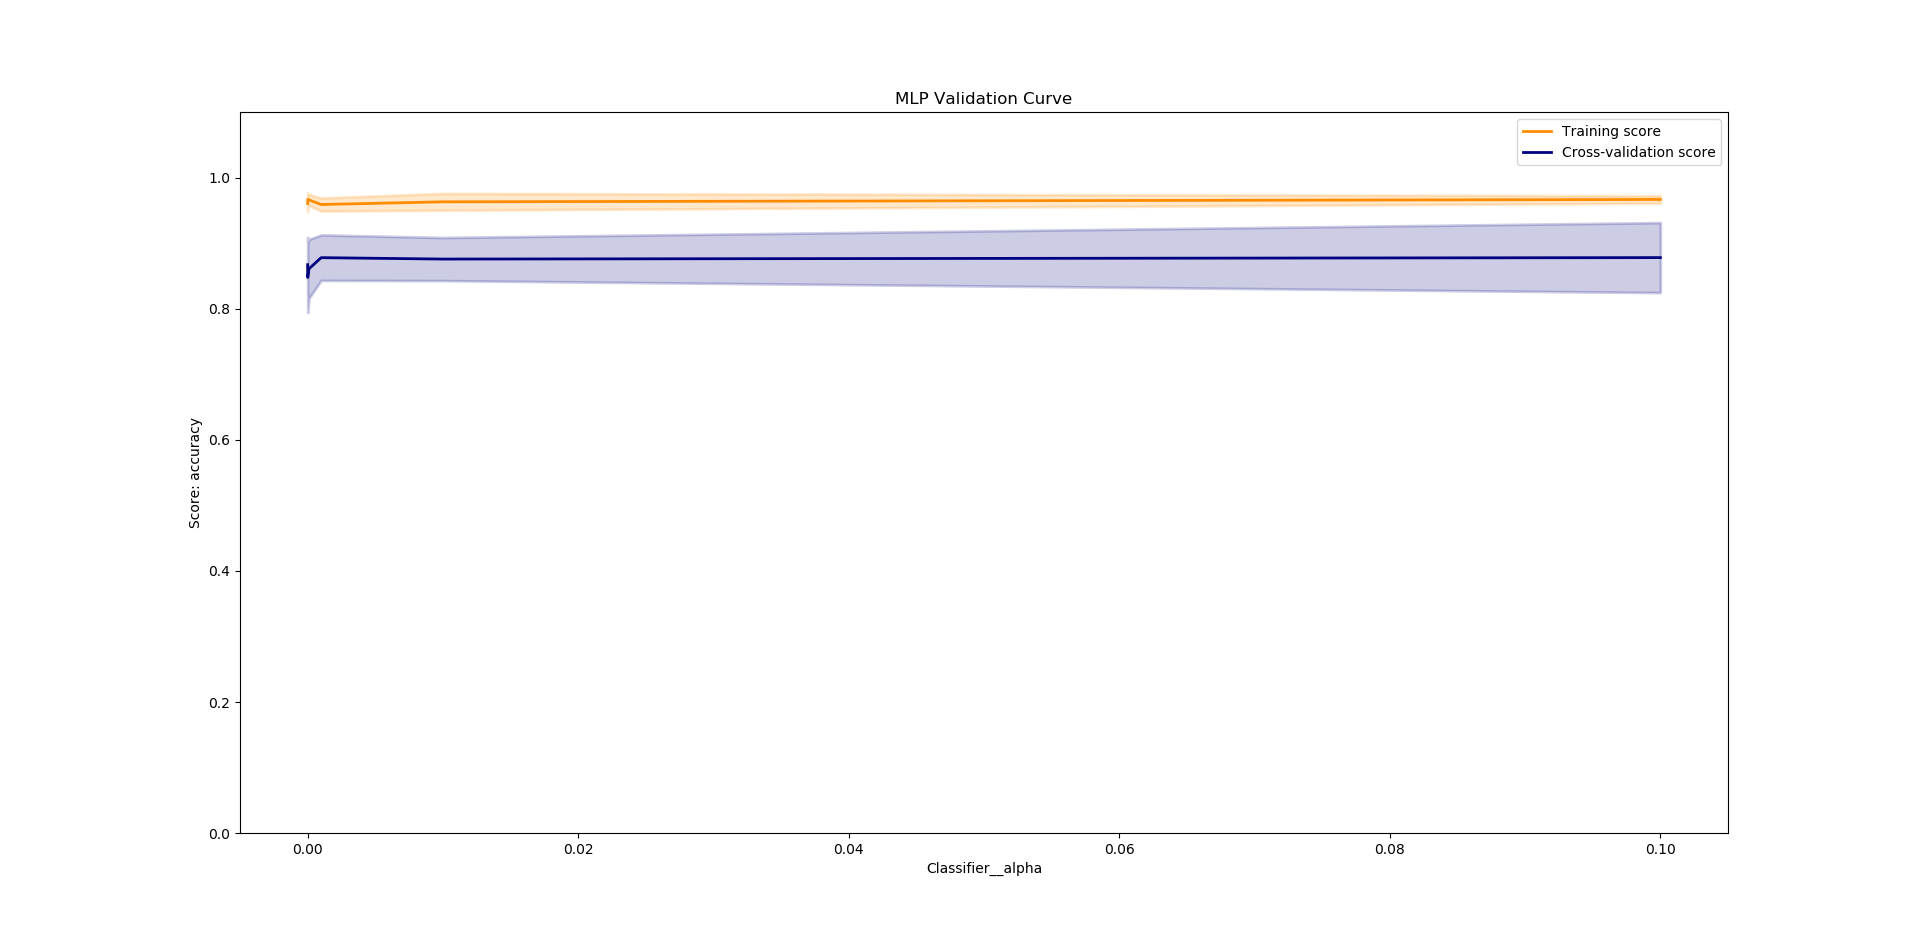 MLP Validation Curve
Training score
Cross-validation score
1.0
0.8
0.6
0.4
0.2
0.0
Score: accuracy
0.00 0.02 0.04 0.06 0.08 0.10
Classifier__alpha